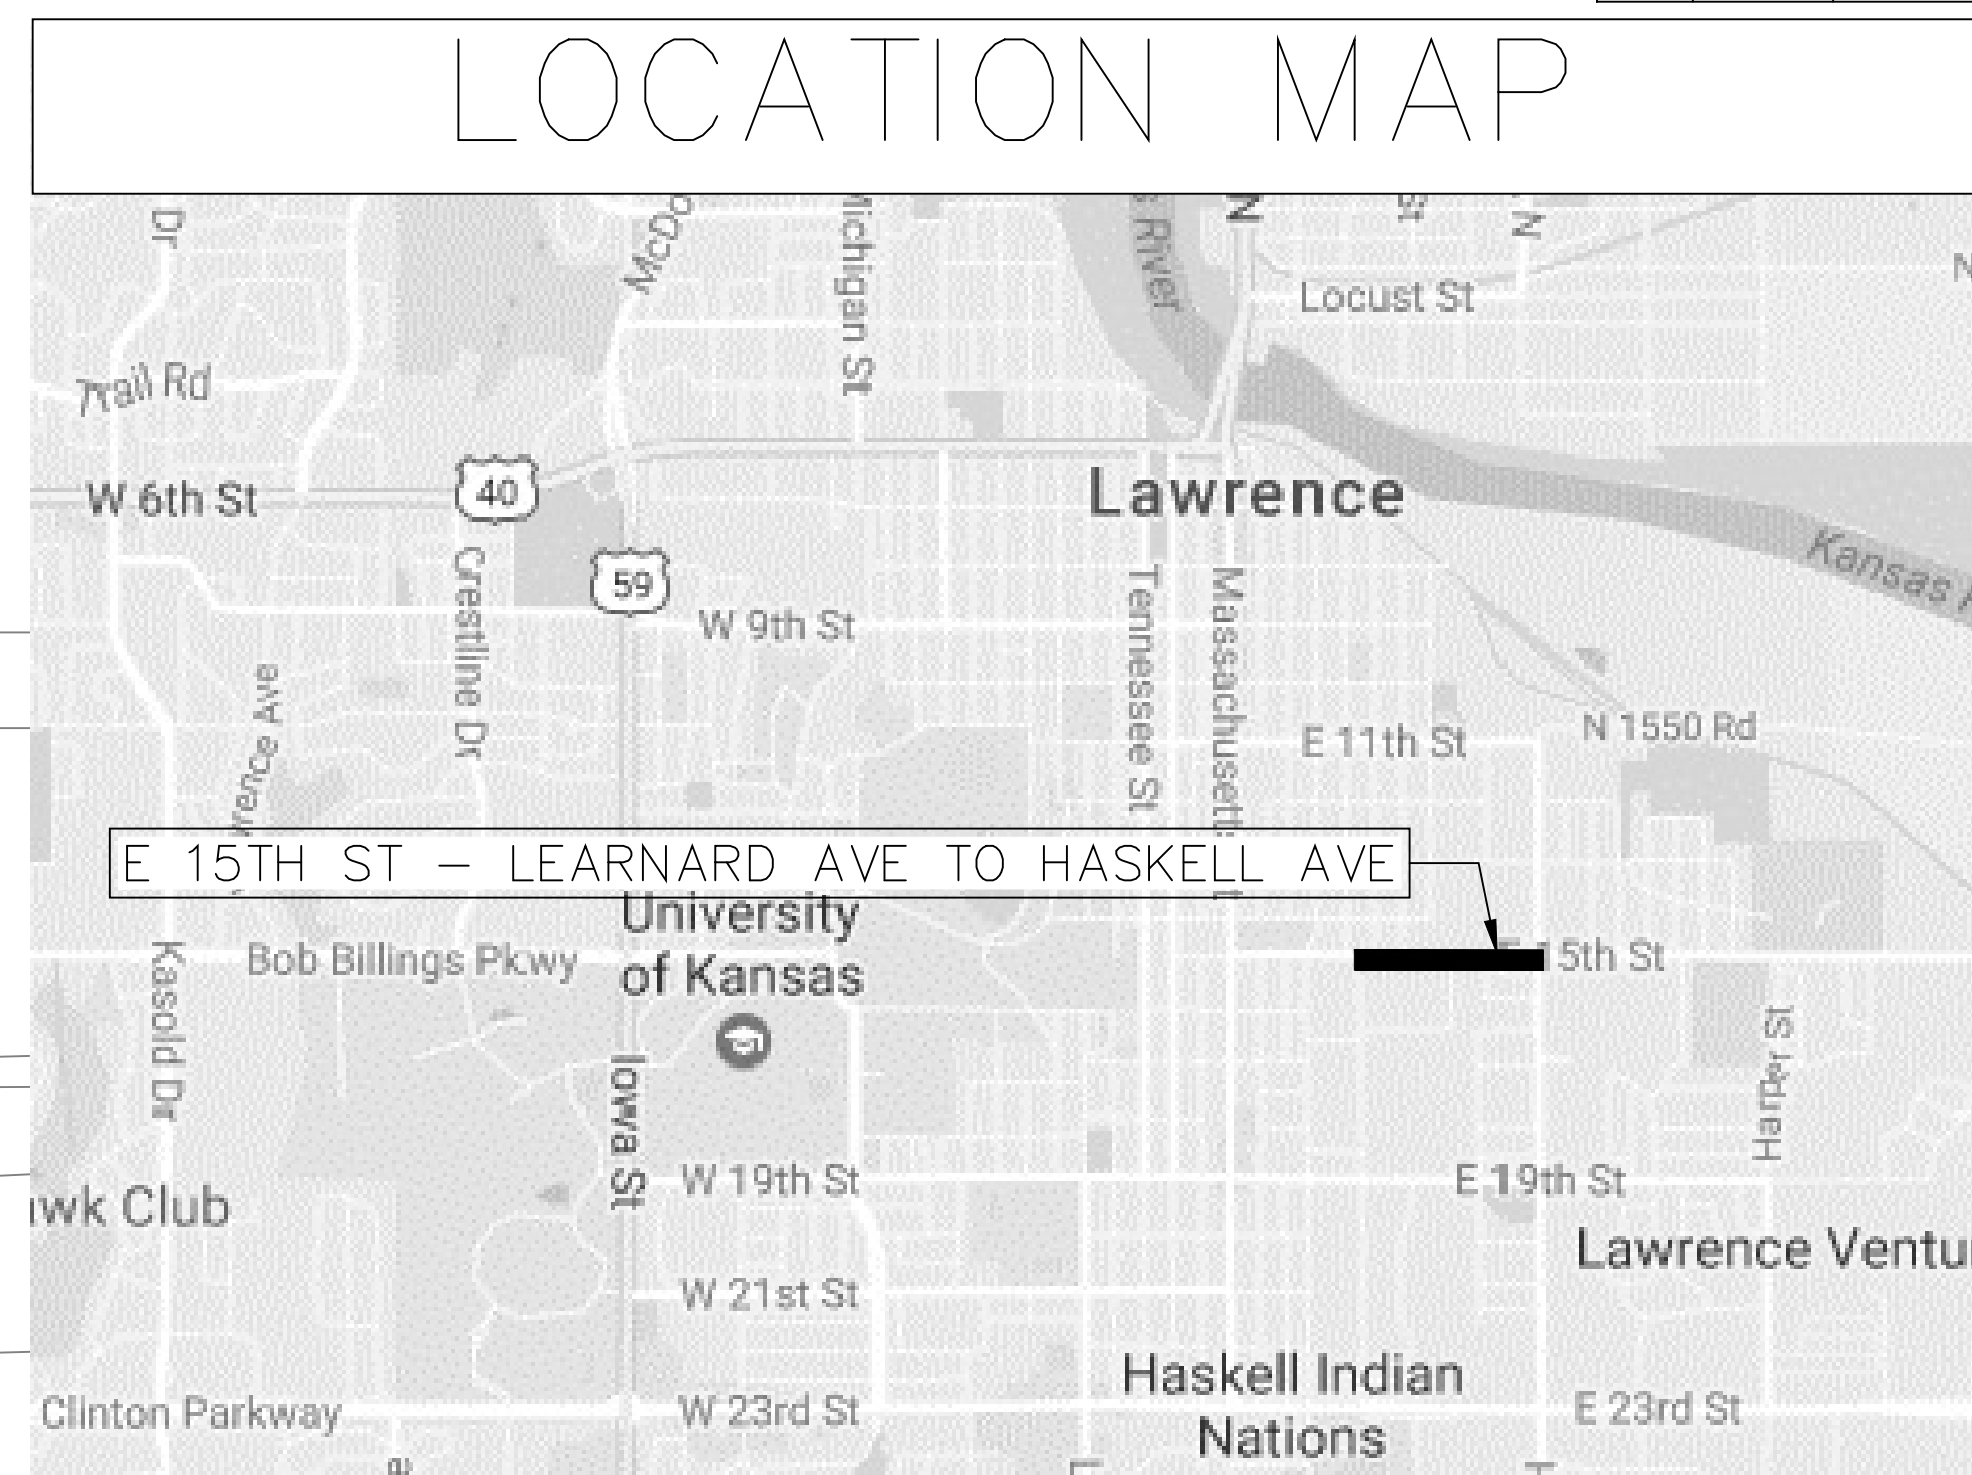 LOCATION MAP
Dr
N
N
River
Michigan St
Locust St
Trail Rd
W 6th St
40
Lawrence
59
Crestline Dr
Kansas
W 9th St
Tennessee St
Massachusett
E 11th St
N 1550 Rd
Ave
E 15TH ST – LEARNARD AVE TO HASKELL AVE
University
of Kansas
Bob Billings Pkwy
E 15th St
Kasold Dr
Iowa St
Harper St
W 19th St
E 19th St
Club
Lawrence
W 21st St
Haskell Indian
Nations
Clinton Parkway
W 23rd St
E 23rd St